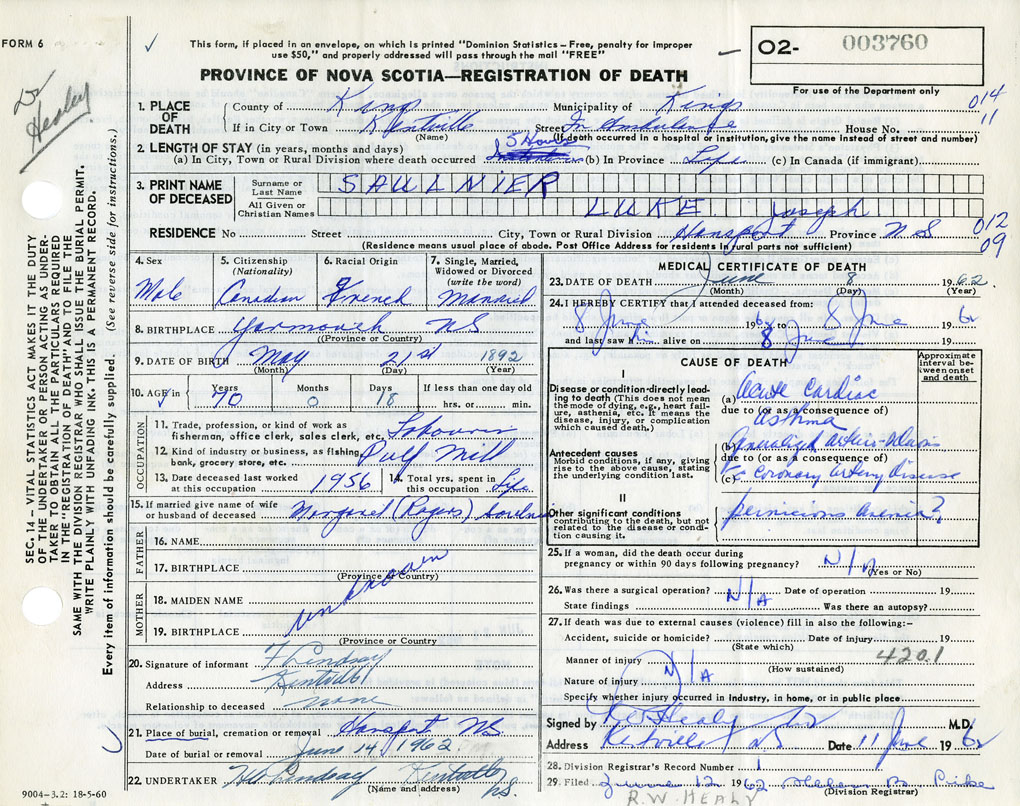 FORM 6
This form, if placed in an envelope, on which is printed "Dominion Statistics – Free, penalty for improper
use $50," and properly addressed will pass through the mail "FREE"
O2- 003760
PROVINCE OF NOVA SCOTIA—REGISTRATION OF DEATH
For use of the Department only
Dr Healey
014
11
1. PLACE OF DEATH County of Kings Municipality of Kings
If in City or Town Kentville Street In Ambulance House No.
(Name) (If death occurred in a hospital or institution, give the name instead of street and number)
2. LENGTH OF STAY (in years, months and days)
(a) In City, Town or Rural Division where death occurred 5 Hours (b) In Province Life (c) In Canada (if immigrant)
3. PRINT NAME OF DECEASED Surname or Last Name SAULNIER
All Given or Christian Names LUKE Joseph
RESIDENCE No Street City, Town or Rural Division Hansport Province N S
012
09
(Residence means usual place of abode. Post Office Address for residents in rural parts not sufficient)
SEC. 14 – VITAL STATISTICS ACT MAKES IT THE DUTY
OF THE UNDERTAKER OR PERSON ACTING AS UNDER-
TAKER TO OBTAIN ALL THE PARTICULARS REQUIRED
IN THE "REGISTRATION OF DEATH" AND TO FILE THE
SAME WITH THE DIVISION REGISTRAR WHO SHALL ISSUE THE BURIAL PERMIT.
WRITE PLAINLY WITH UNFADING INK. THIS IS A PERMANENT RECORD.
Every item of information should be carefully supplied. (See reverse side for instructions.)
4. Sex Male
5. Citizenship (Nationality) Canadian
6. Racial Origin French
7. Single, Married, Widowed or Divorced (write the word) Married
8. BIRTHPLACE Yarmouth NS
((Province or Country)
9. DATE OF BIRTH May 21st 1892
(Month) (Day) (Year)
10. AGE in Years 70 Months 0 Days 18 If less than one day old
hrs. or min.
OCCUPATION
11. Trade, profession, or kind of work as
fisherman, office clerk, sales clerk, etc. Labourer
12. Kind of industry or business, as fishing,
bank, grocery store, etc. Pulp Mill
13. Date deceased last worked
at this occupation 1956
14. Total yrs. spent in
this occupation Life
15. If married give name of wife
or husband of deceased Margaret (Rogers) Saulnier
FATHER
16. NAME
17. BIRTHPLACE
(Province or Country)
unknown
MOTHER
18. MAIDEN NAME
19. BIRTHPLACE
(Province or Country
20. Signature of informant Lindsay
Address Kentville
Relationship to deceased none
21. Place of burial, cremation or removal Hansport NS.
Date of burial or removal June 14, 1962
22. UNDERTAKER Lindsay Kentville NS.
(Name and address)
9004-3.2: 18-5-60
MEDICAL CERTIFICATE OF DEATH
23. DATE OF DEATH June 8 1962.
(Month) (Day) (Year)
24. I HEREBY CERTIFY that I attended deceased from:
8 June 1962 to 8 June 1962
and last saw him alive on 8 June 19
CAUSE OF DEATH
Approximate interval between onset and death
I
Disease or condition directly leading to death (This does not mean
the mode of dying, e.g., heart failure, asthenia, etc. It means the
disease, injury, or complication
which caused death.)
(a) Acute Cardiac
due to (or as a consequence of)
asthma
Antecedent causes
Morbid conditions, if any, giving
rise to the above cause, stating
the underlying condition last.
(b) Generalized arterio-sclerosis
due to (or as a consequence of)
(c) coronary artery disease
II
Other significant conditions
contributing to the death, but not
related to the disease or condition causing it.
pernicious anemia?
25. If a woman, did the death occur during
pregnancy or within 90 days following pregnancy? N/A
(Yes or No)
26. Was there a surgical operation? N/A Date of operation 19
State findings Was there an autopsy?
27. If death was due to external causes (violence) fill in also the following:–
Accident, suicide or homicide? Date of injury 19
(State which)
420.1
Manner of injury
(How sustained)
N/A
Nature of injury
Specify whether injury occurred in industry, in home, or in public place.
Signed by R W Healy M.D.
Address Kentville NS Date 11 June 1962
28. Division Registrar's Record Number 1
29. Filed June 12 1962
(Division Registrar)
R.W. HEALY